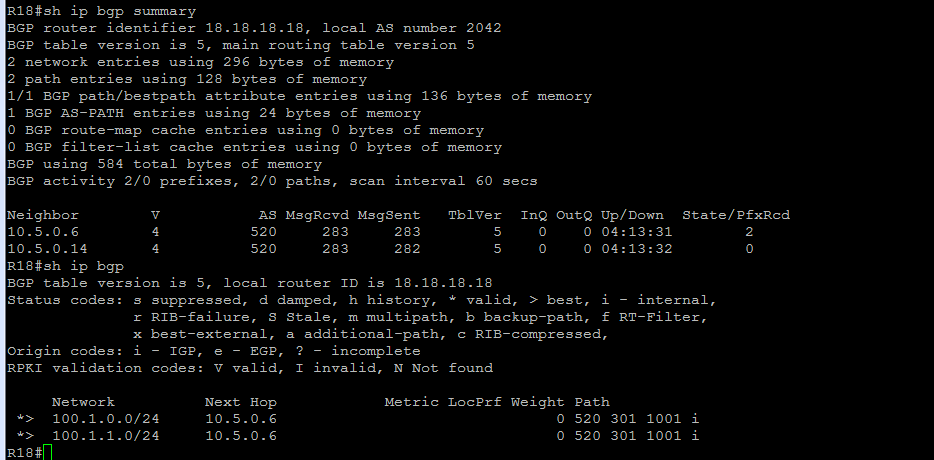 R18#sh ip bgp summary
BGP router identifier 18.18.18.18, local AS number 2042
BGP table version is 5, main routing table version 5
2 network entries using 296 bytes of memory
2 path entries using 128 bytes of memory
1/1 BGP path/bestpath attribute entries using 136 bytes of memory
1 BGP AS-PATH entries using 24 bytes of memory
0 BGP route-map cache entries using 0 bytes of memory
0 BGP filter-list cache entries using 0 bytes of memory
BGP using 584 total bytes of memory
BGP activity 2/0 prefixes, 2/0 paths, scan interval 60 secs

Neighbor        V           AS MsgRcvd MsgSent   TblVer  InQ OutQ Up/Down  State/PfxRcd
10.5.0.6        4          520     283     283        5    0    0 04:13:31        2
10.5.0.14       4          520     283     282        5    0    0 04:13:32        0
R18#sh ip bgp
BGP table version is 5, local router ID is 18.18.18.18
Status codes: s suppressed, d damped, h history, * valid, > best, i - internal,
              r RIB-failure, S Stale, m multipath, b backup-path, f RT-Filter,
              x best-external, a additional-path, c RIB-compressed,
Origin codes: i - IGP, e - EGP, ? - incomplete
RPKI validation codes: V valid, I invalid, N Not found

     Network          Next Hop            Metric LocPrf Weight Path
 *>  100.1.0.0/24     10.5.0.6                               0 520 301 1001 i
 *>  100.1.1.0/24     10.5.0.6                               0 520 301 1001 i
R18#